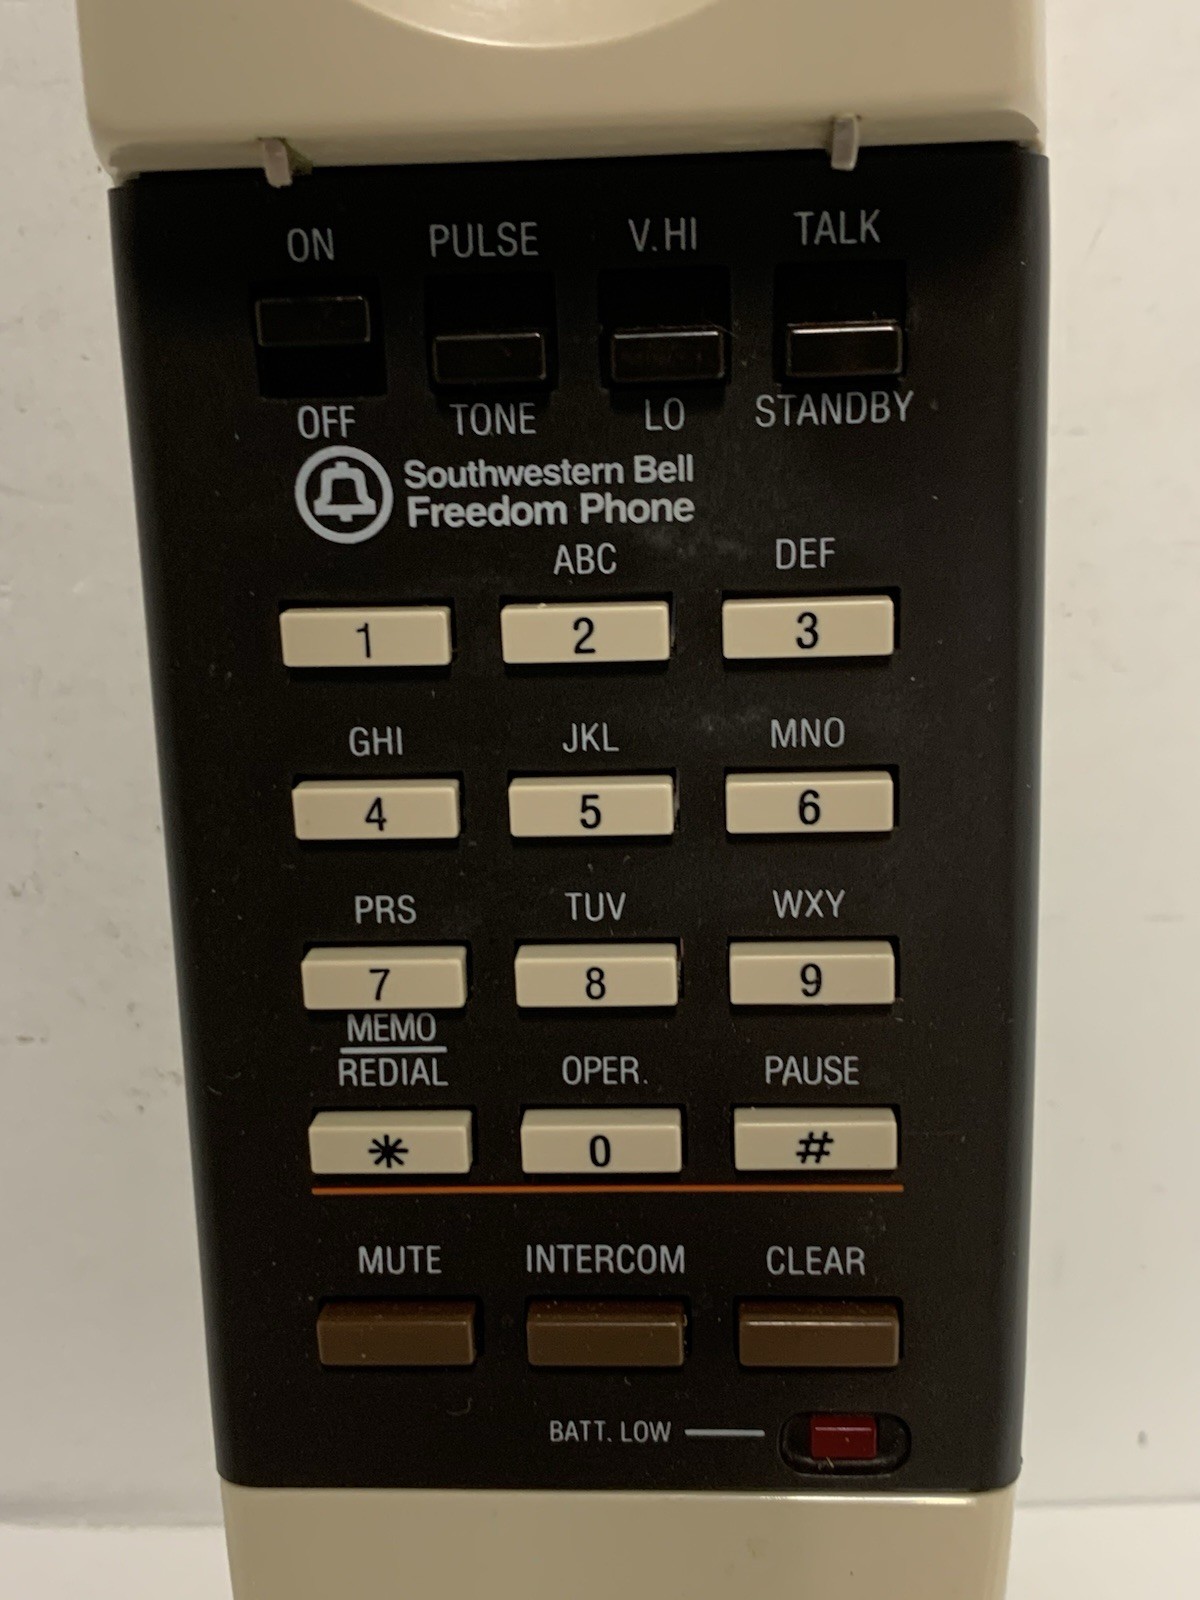 ON PULSE V.HI TALK
OFF TONE LO STANDBY
Southwestern Bell
Freedom Phone
ABC DEF
1 2 3
GHI JKL MNO
4 5 6
PRS TUV WXY
7 8 9
MEMO
REDIAL OPER. PAUSE
* 0 #
MUTE INTERCOM CLEAR
BATT. LOW